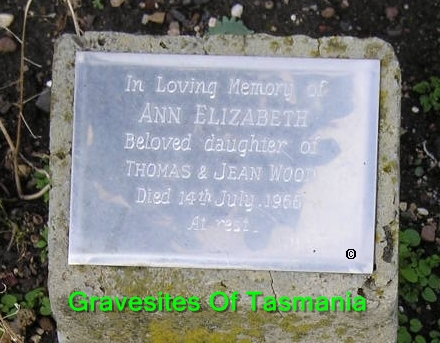 In Loving Memory of
ANN ELIZABETH
Beloved daughter of
THOMAS & JEAN WOOD
Died 14th July.
At rest.
©
Gravesites Of Tasmania